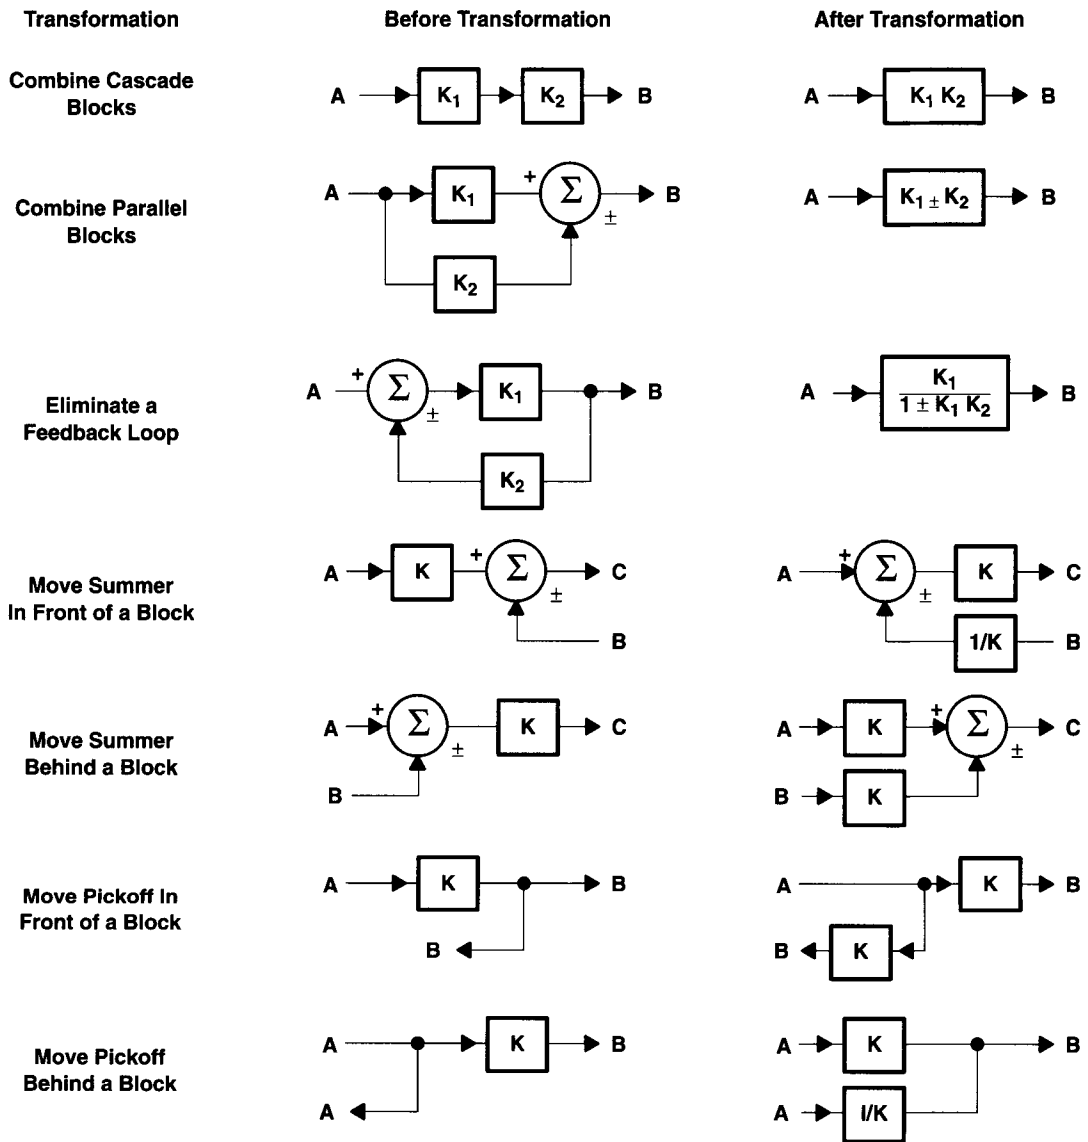 Transformation Before Transformation After Transformation
Combine Cascade
Blocks
A K₁ K₂ B
A K₁ K₂ B
Combine Parallel
Blocks
A K₁ + Σ ± B
K₂
A K₁ ± K₂ B
Eliminate a
Feedback Loop
A + Σ ± K₁ B
K₂
A K₁ B
1 ± K₁ K₂
Move Summer
In Front of a Block
A K + Σ ± C
B
A + Σ ± K C
1/K B
Move Summer
Behind a Block
A + Σ ± K C
B
A K + Σ ± C
B K
Move Pickoff In
Front of a Block
A K B
B
A K B
B K
Move Pickoff
Behind a Block
A K B
A
A K B
A I/K